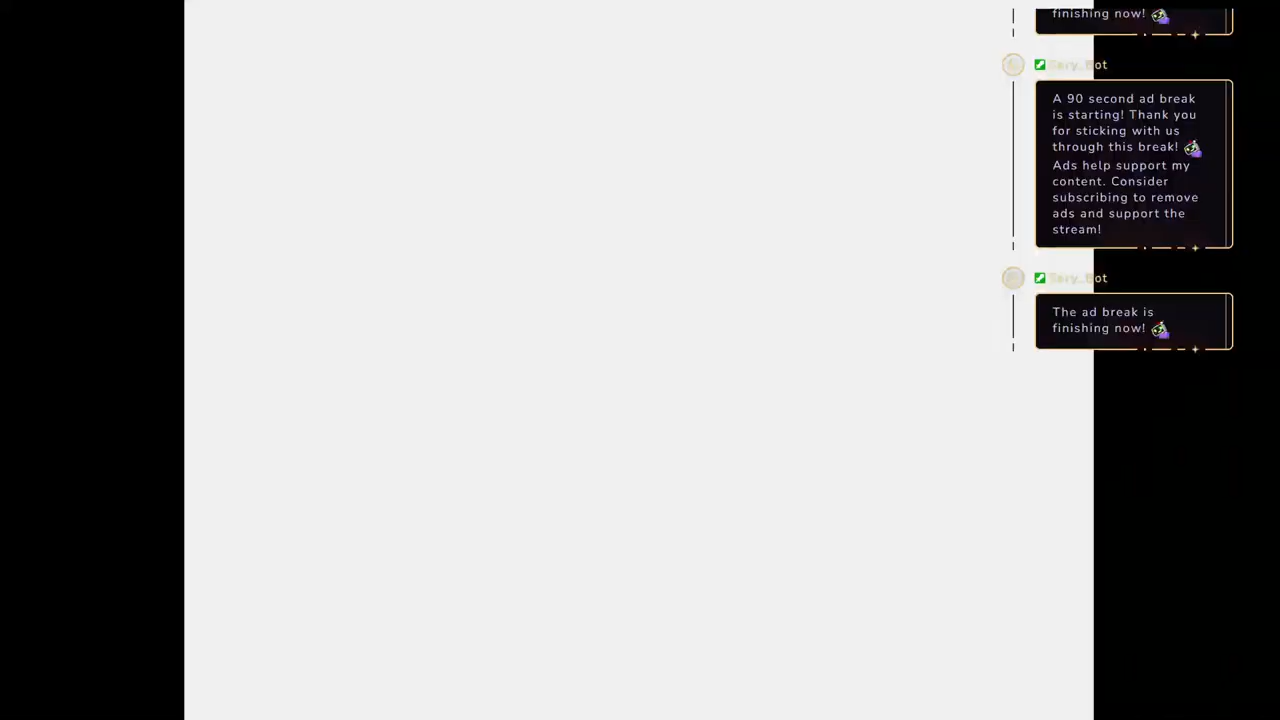 finishing now!
A 90 second ad break
is starting! Thank you
for sticking with us
through this break!
Ads help support my
content. Consider
subscribing to remove
ads and support the
stream!
The ad break is
finishing now!